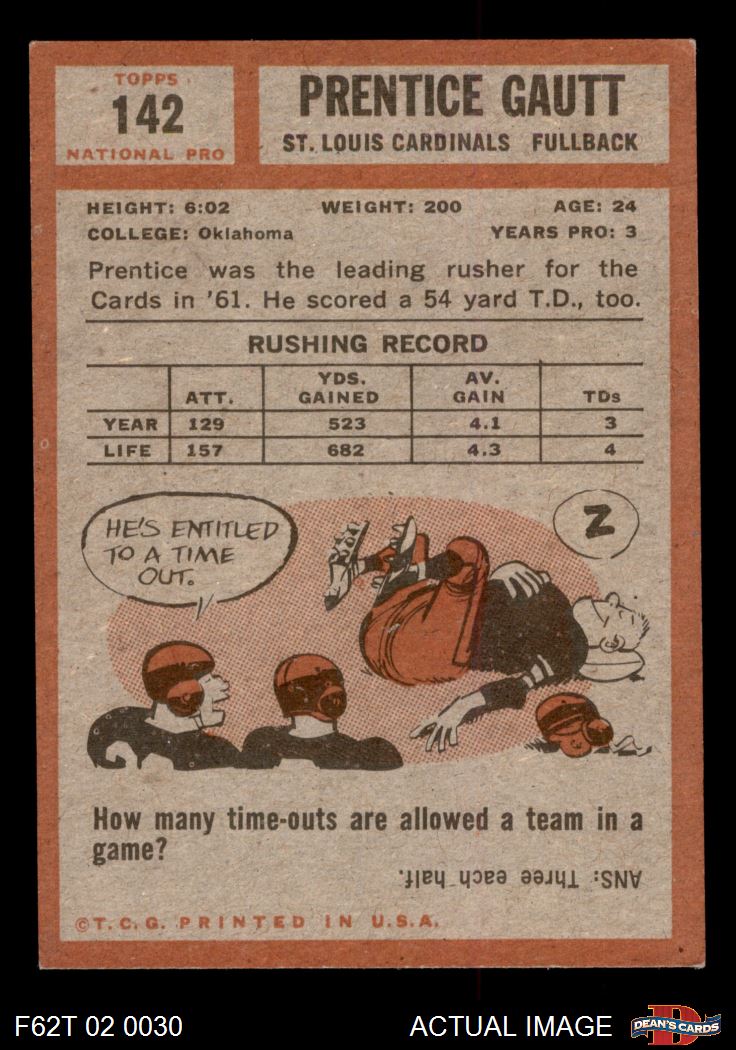 TOPPS
142
NATIONAL PRO
PRENTICE GAUTT
ST. LOUIS CARDINALS FULLBACK
HEIGHT: 6:02 WEIGHT: 200 AGE: 24
COLLEGE: Oklahoma YEARS PRO: 3
Prentice was the leading rusher for the
Cards in '61. He scored a 54 yard T.D., too.
RUSHING RECORD
ATT. YDS. GAINED AV. GAIN TDs
YEAR 129 523 4.1 3
LIFE 157 682 4.3 4
HE'S ENTITLED
TO A TIME
OUT.
Z
How many time-outs are allowed a team in a
game?
ANS: Three each half.
©T.C.G. PRINTED IN U.S.A.
F62T 02 0030 ACTUAL IMAGE
D
DEAN'S CARDS